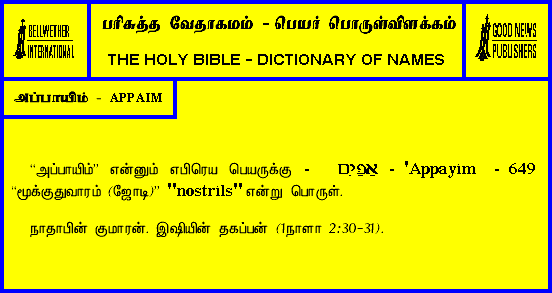 BELLWETHER
INTERNATIONAL
பரிசுத்த வேதாகமம் - பெயர் பொருள்விளக்கம்
THE HOLY BIBLE - DICTIONARY OF NAMES
GOOD NEWS
PUBLISHERS
அப்பாயிம் - APPAIM
“அப்பாயிம்” என்னும் எபிரெய பெயருக்கு - אַפַּיִם - 'Appayim - 649
“மூக்குதுவாரம் (ஜோடி)” "nostrils" என்று பொருள்.
நாதாபின் குமாரன். இஷியின் தகப்பன் (1நாளா 2:30-31).